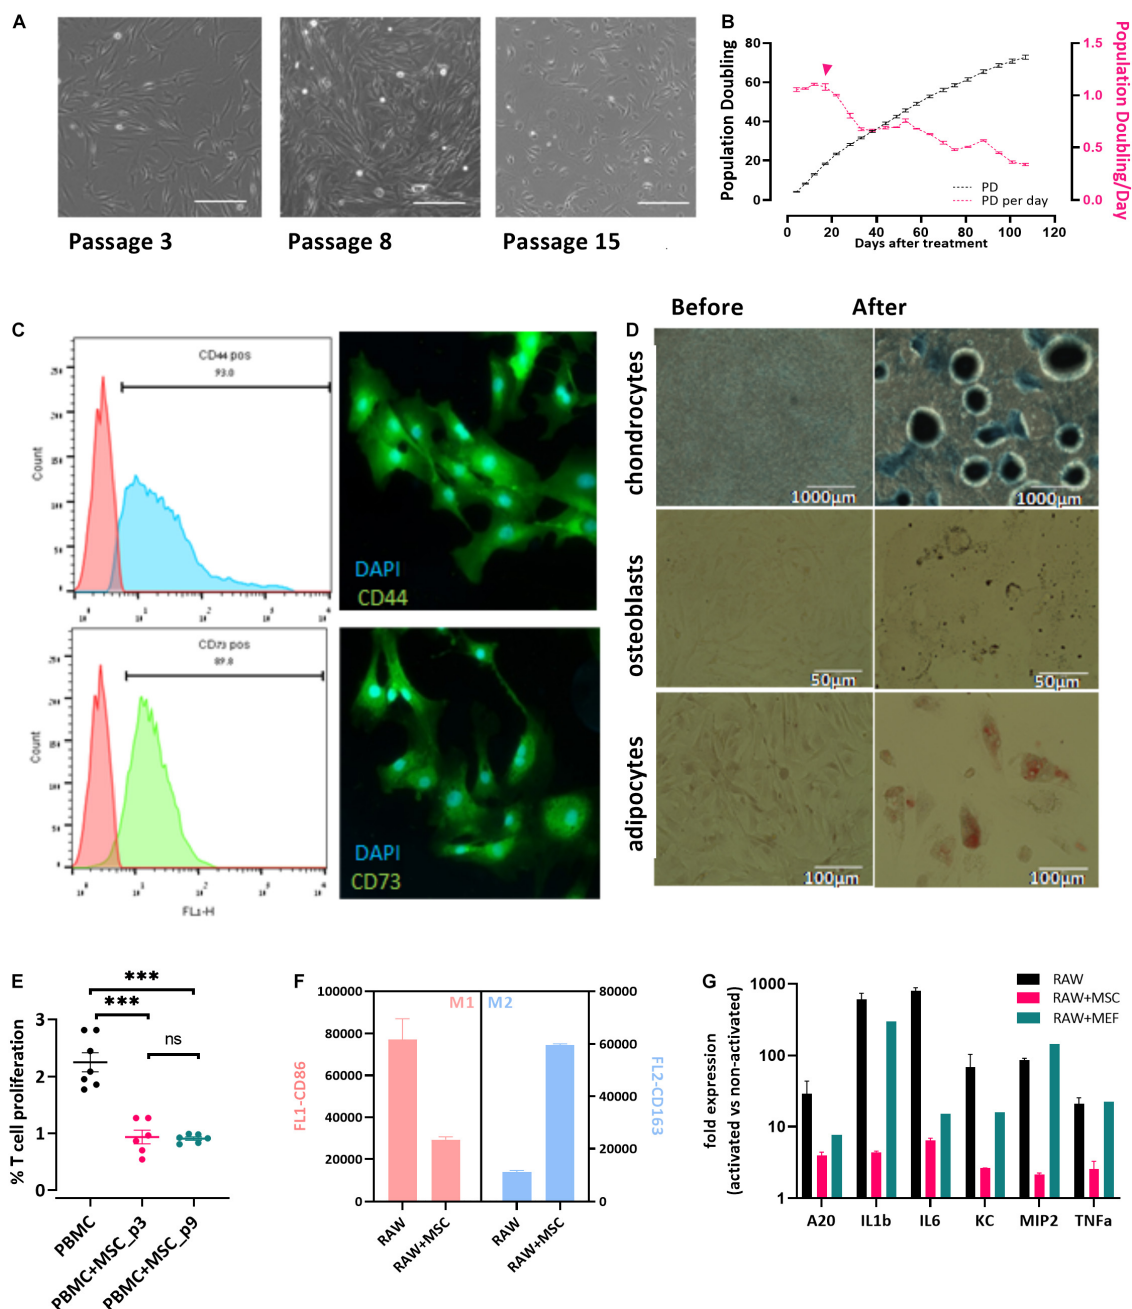 A
Passage 3
Passage 8
Passage 15
B
Population Doubling
80
60
40
20
0
0 20 40 60 80 100 120
Days after treatment
1.5
1.0
0.5
0.0
Population Doubling/Day
PD
PD per day
C
CD44 pos
93.0
Count
DAPI
CD44
CD73 pos
89.8
Count
FL1-H
DAPI
CD73
D
Before
After
chondrocytes
1000µm
1000µm
osteoblasts
50µm
50µm
adipocytes
100µm
100µm
E
***
***
ns
% T cell proliferation
3
2
1
0
PBMC
PBMC+MSC_p3
PBMC+MSC_p9
F
M1
M2
FL1-CD86
100000
80000
60000
40000
20000
0
80000
60000
40000
20000
0
FL2-CD163
RAW
RAW+MSC
RAW
RAW+MSC
G
RAW
RAW+MSC
RAW+MEF
fold expression
(activated vs non-activated)
1000
100
10
1
A20 IL1b IL6 KC MIP2 TNFa